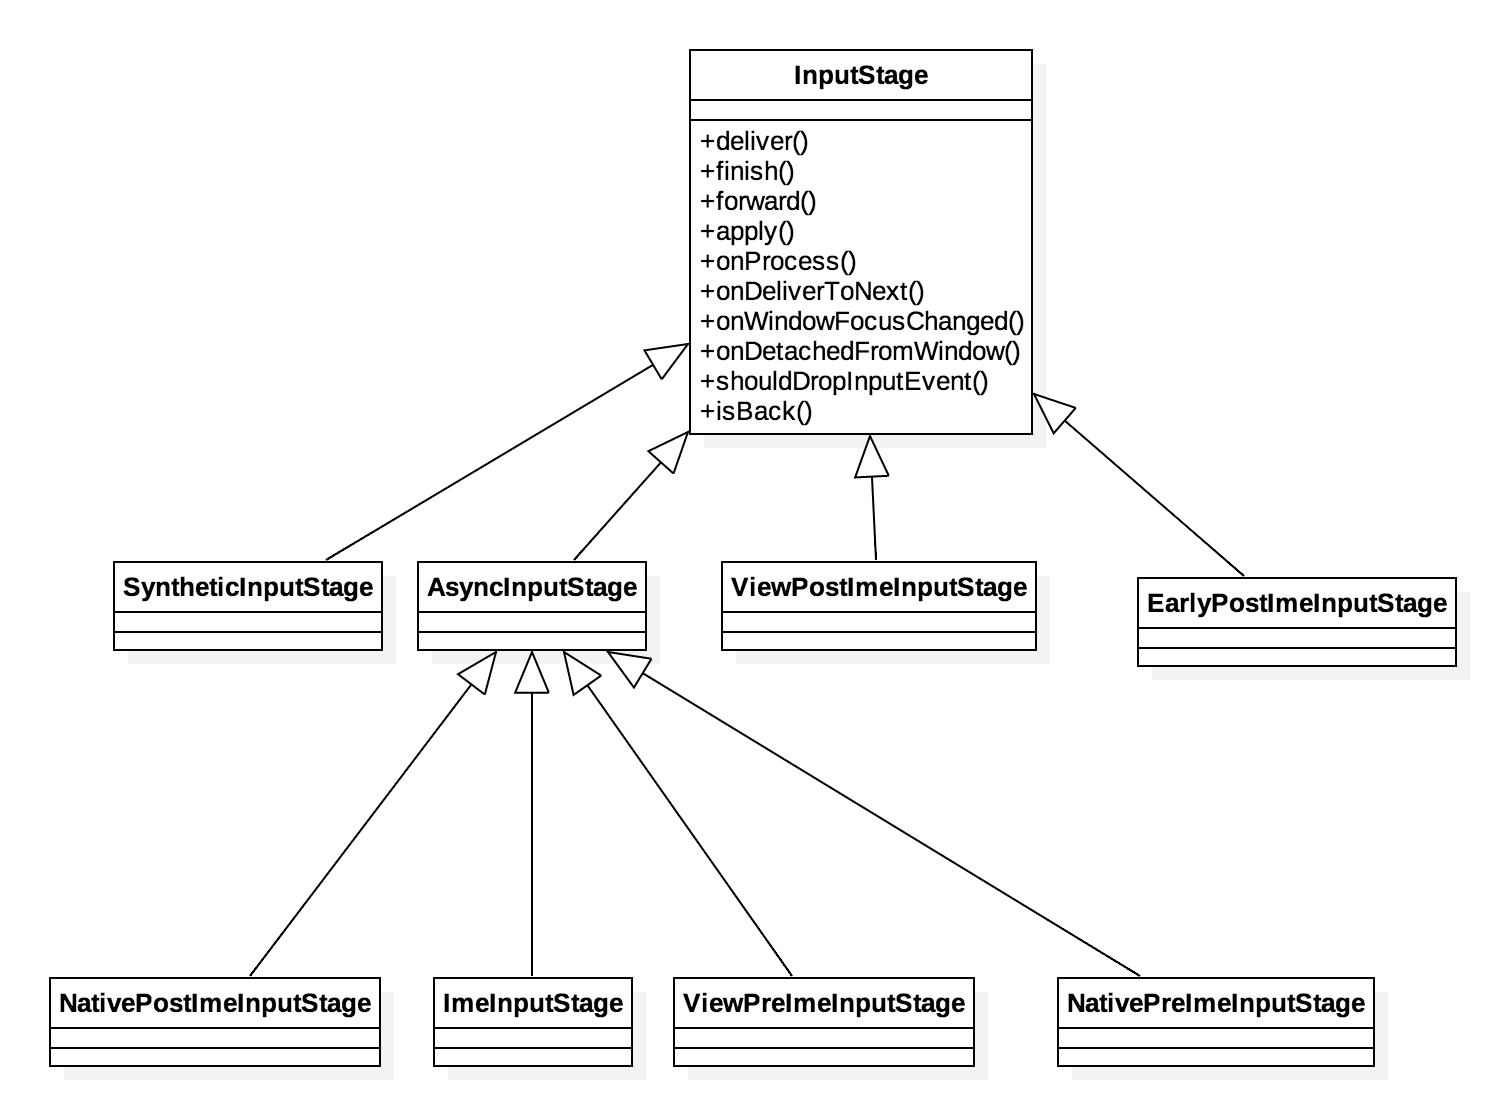 InputStage
+deliver()
+finish()
+forward()
+apply()
+onProcess()
+onDeliverToNext()
+onWindowFocusChanged()
+onDetachedFromWindow()
+shouldDropInputEvent()
+isBack()
SyntheticInputStage
AsyncInputStage
ViewPostImeInputStage
EarlyPostImeInputStage
NativePostImeInputStage
ImeInputStage
ViewPreImeInputStage
NativePreImeInputStage